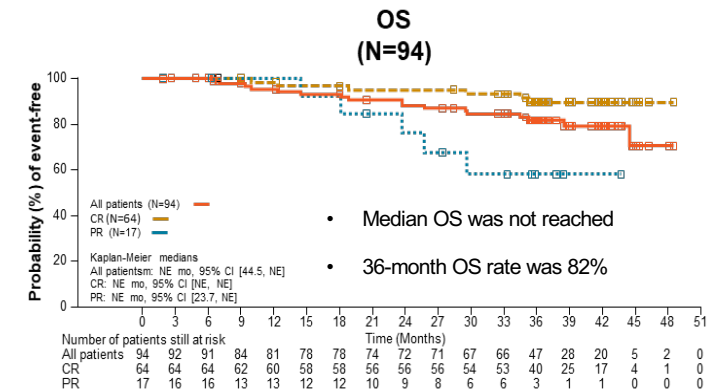 OS
(N=94)
Probability (%) of event-free
100
80
60
40
20
0
All patients (N=94)
CR(N=64)
PR (N=17)
Kaplan-Meier medians
All patientsm: NE mo, 95% CI [44.5, NE]
CR: NE mo, 95% CI [NE, NE]
PR: NE mo, 95% CI [23.7, NE]
• Median OS was not reached
• 36-month OS rate was 82%
0 3 6 9 12 15 18 21 24 27 30 33 36 39 42 45 48 51
Number of patients still at risk Time (Months)
All patients 94 92 91 84 81 78 78 74 72 71 67 66 47 28 20 5 2 0
CR 64 64 64 62 60 58 58 56 56 56 54 53 40 25 17 4 1 0
PR 17 16 16 13 13 12 12 10 9 8 6 6 3 1 1 0 0 0